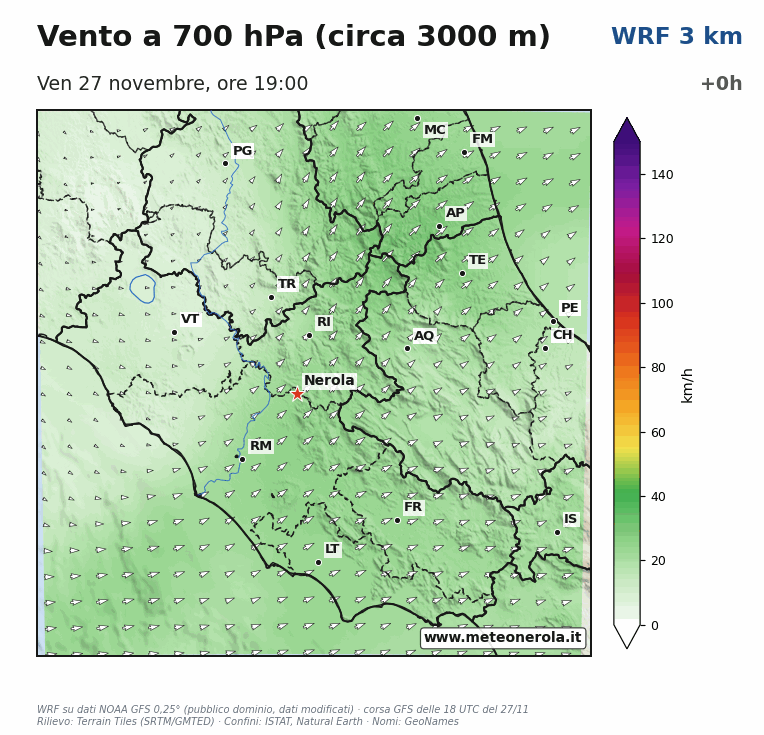 Vento a 700 hPa (circa 3000 m)
WRF 3 km
Ven 27 novembre, ore 19:00
+0h
MC
FM
PG
AP
TE
TR
PE
VT
RI
AQ
CH
Nerola
RM
FR
IS
LT
www.meteonerola.it
140
120
100
80
60
40
20
0
km/h
WRF su dati NOAA GFS 0,25° (pubblico dominio, dati modificati) · corsa GFS delle 18 UTC del 27/11
Rilievo: Terrain Tiles (SRTM/GMTED) · Confini: ISTAT, Natural Earth · Nomi: GeoNames